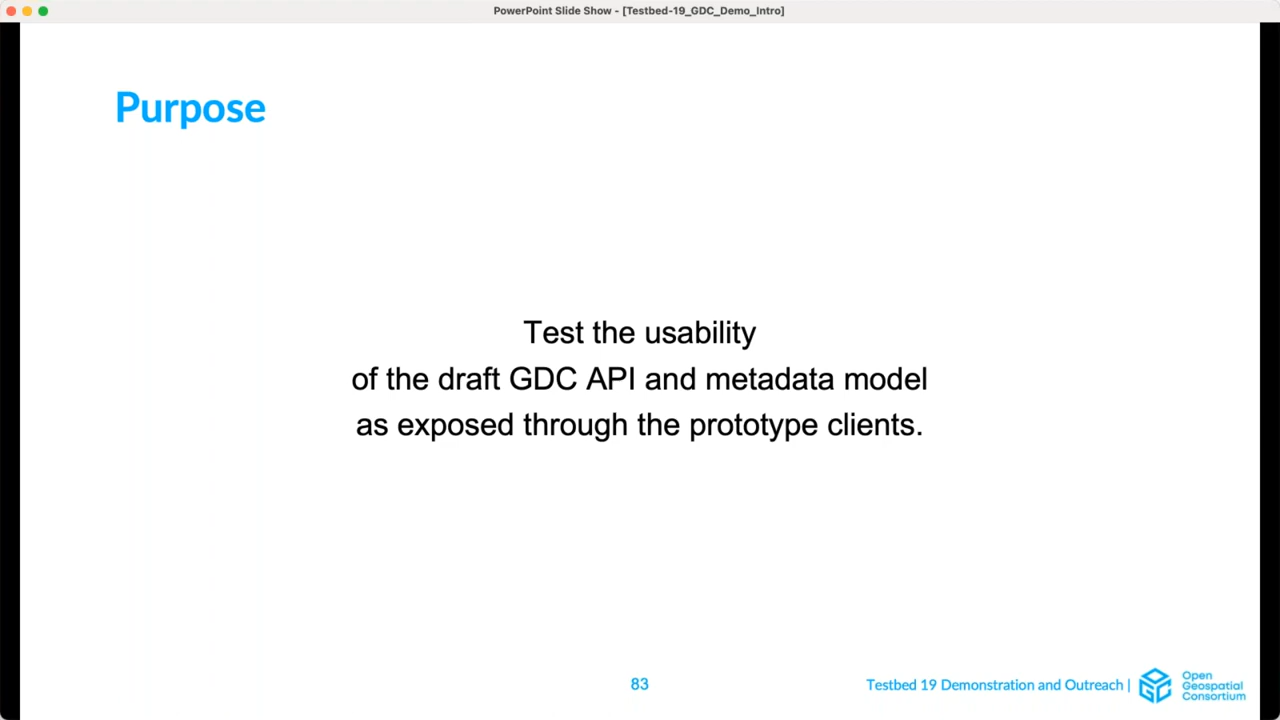 PowerPoint Slide Show - [Testbed-19_GDC_Demo_Intro]
Purpose
Test the usability
of the draft GDC API and metadata model
as exposed through the prototype clients.
83
Testbed 19 Demonstration and Outreach |
Open
Geospatial
Consortium